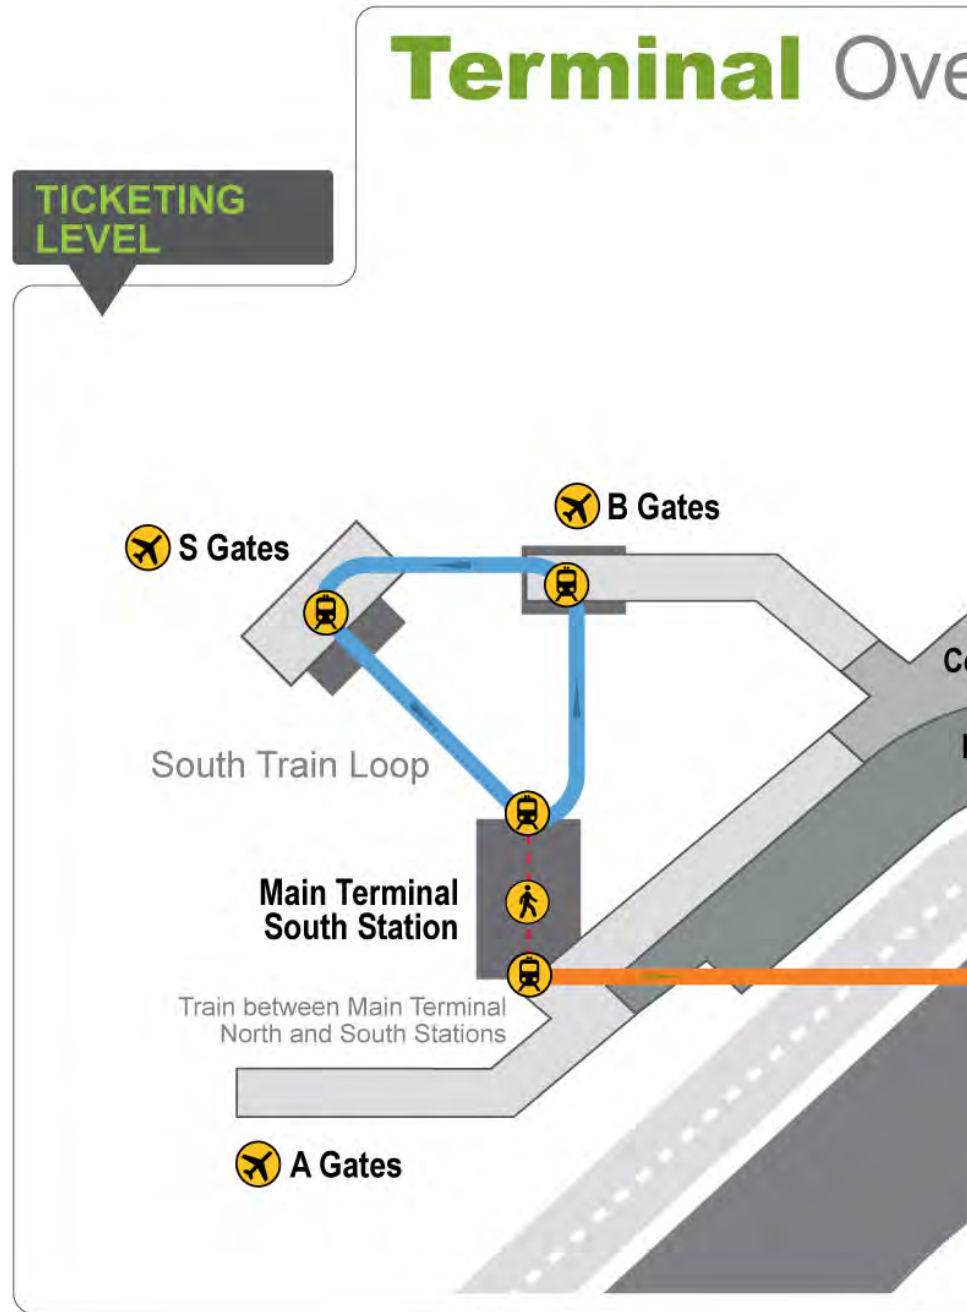 Terminal
TICKETING
LEVEL
B Gates
S Gates
South Train Loop
Main Terminal
South Station
Train between Main Terminal
North and South Stations
A Gates